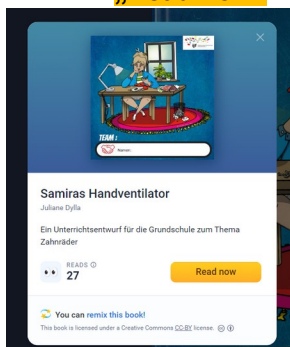 TEAM :
Namen:
Samiras Handventilator
Juliane Dylla
Ein Unterrichtsentwurf für die Grundschule zum Thema
Zahnräder
READS
27
Read now
You can remix this book!
This book is licensed under a Creative Commons CC-BY license.